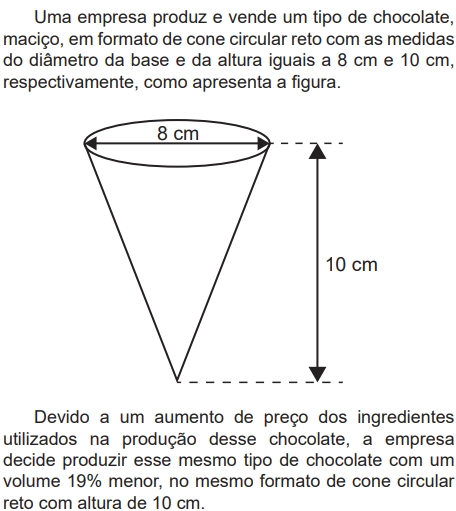 Uma empresa produz e vende um tipo de chocolate,
maciço, em formato de cone circular reto com as medidas
do diâmetro da base e da altura iguais a 8 cm e 10 cm,
respectivamente, como apresenta a figura.
8 cm
10 cm
Devido a um aumento de preço dos ingredientes
utilizados na produção desse chocolate, a empresa
decide produzir esse mesmo tipo de chocolate com um
volume 19% menor, no mesmo formato de cone circular
reto com altura de 10 cm.